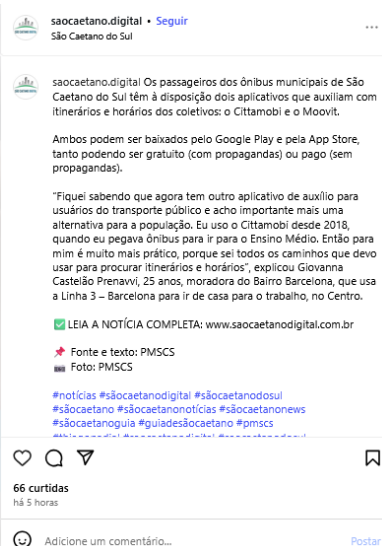 saocaetano.digital • Seguir
São Caetano do Sul
saocaetano.digital Os passageiros dos ônibus municipais de São
Caetano do Sul têm à disposição dois aplicativos que auxiliam com
itinerários e horários dos coletivos: o Cittamobi e o Moovit.
Ambos podem ser baixados pelo Google Play e pela App Store,
tanto podendo ser gratuito (com propagandas) ou pago (sem
propagandas).
"Fiquei sabendo que agora tem outro aplicativo de auxílio para
usuários do transporte público e acho importante mais uma
alternativa para a população. Eu uso o Cittamobi desde 2018,
quando eu pegava ônibus para ir para o Ensino Médio. Então para
mim é muito mais prático, porque sei todos os caminhos que devo
usar para procurar itinerários e horários", explicou Giovanna
Castelão Prenavvi, 25 anos, moradora do Bairro Barcelona, que usa
a Linha 3 – Barcelona para ir de casa para o trabalho, no Centro.
✅ LEIA A NOTÍCIA COMPLETA: www.saocaetanodigital.com.br
📌 Fonte e texto: PMSCS
📷 Foto: PMSCS
#notícias #sãocaetanodigital #sãocaetanodosul
#sãocaetano #sãocaetanonotícias #sãocaetanonews
#sãocaetanoguia #guiadesãocaetano #pmscs
66 curtidas
há 5 horas
Adicione um comentário... Postar